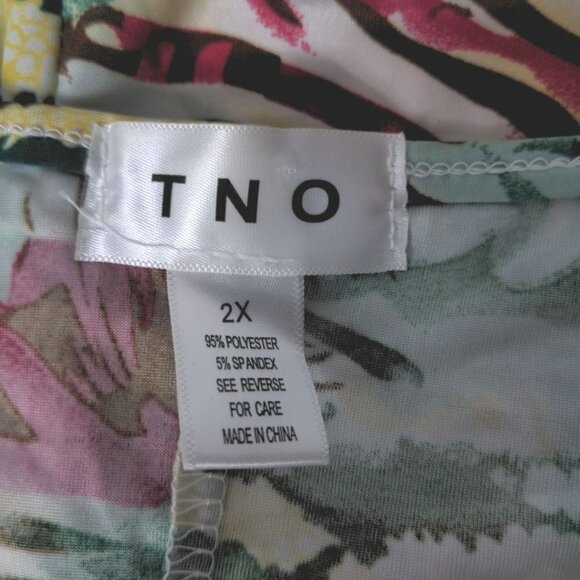 TNO
2X
95% POLYESTER
5% SPANDEX
SEE REVERSE
FOR CARE
MADE IN CHINA